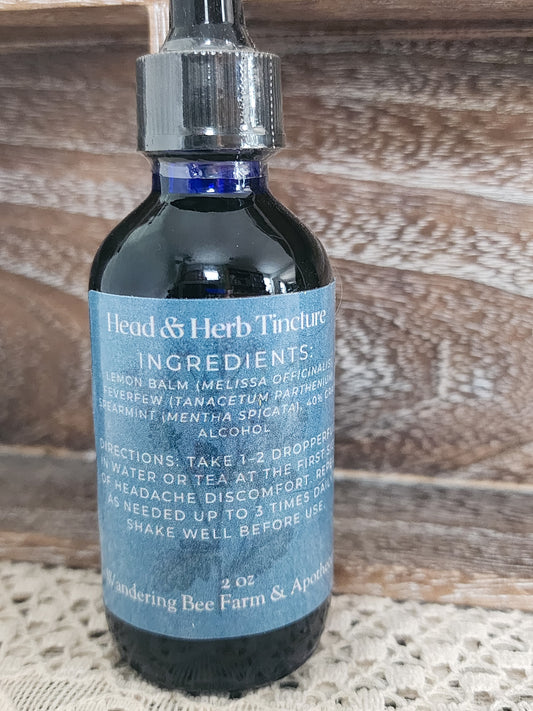 Head & Herb Tincture
INGREDIENTS:
LEMON BALM (MELISSA OFFICINALIS
FEVERFEW (TANACETUM PARTHENIUM
SPEARMINT (MENTHA SPICATA), 40%
ALCOHOL
DIRECTIONS: TAKE 1–2
IN WATER OR TEA AT THE FIRST
OF HEADACHE DISCOMFORT.
AS NEEDED UP TO 3 TIMES
SHAKE WELL BEFORE USE.
2 oz
Wandering Bee Farm &